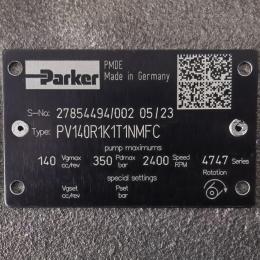 Parker
PMDE
Made in Germany
S-No: 27854494/002 05/23
Type: PV140R1K1T1NMFC
pump maximums
140 Vgmax cc/rev 350 Pdmax bar 2400 Speed RPM 4747 Series
special settings
Rotation
Vgset cc/rev Pset bar